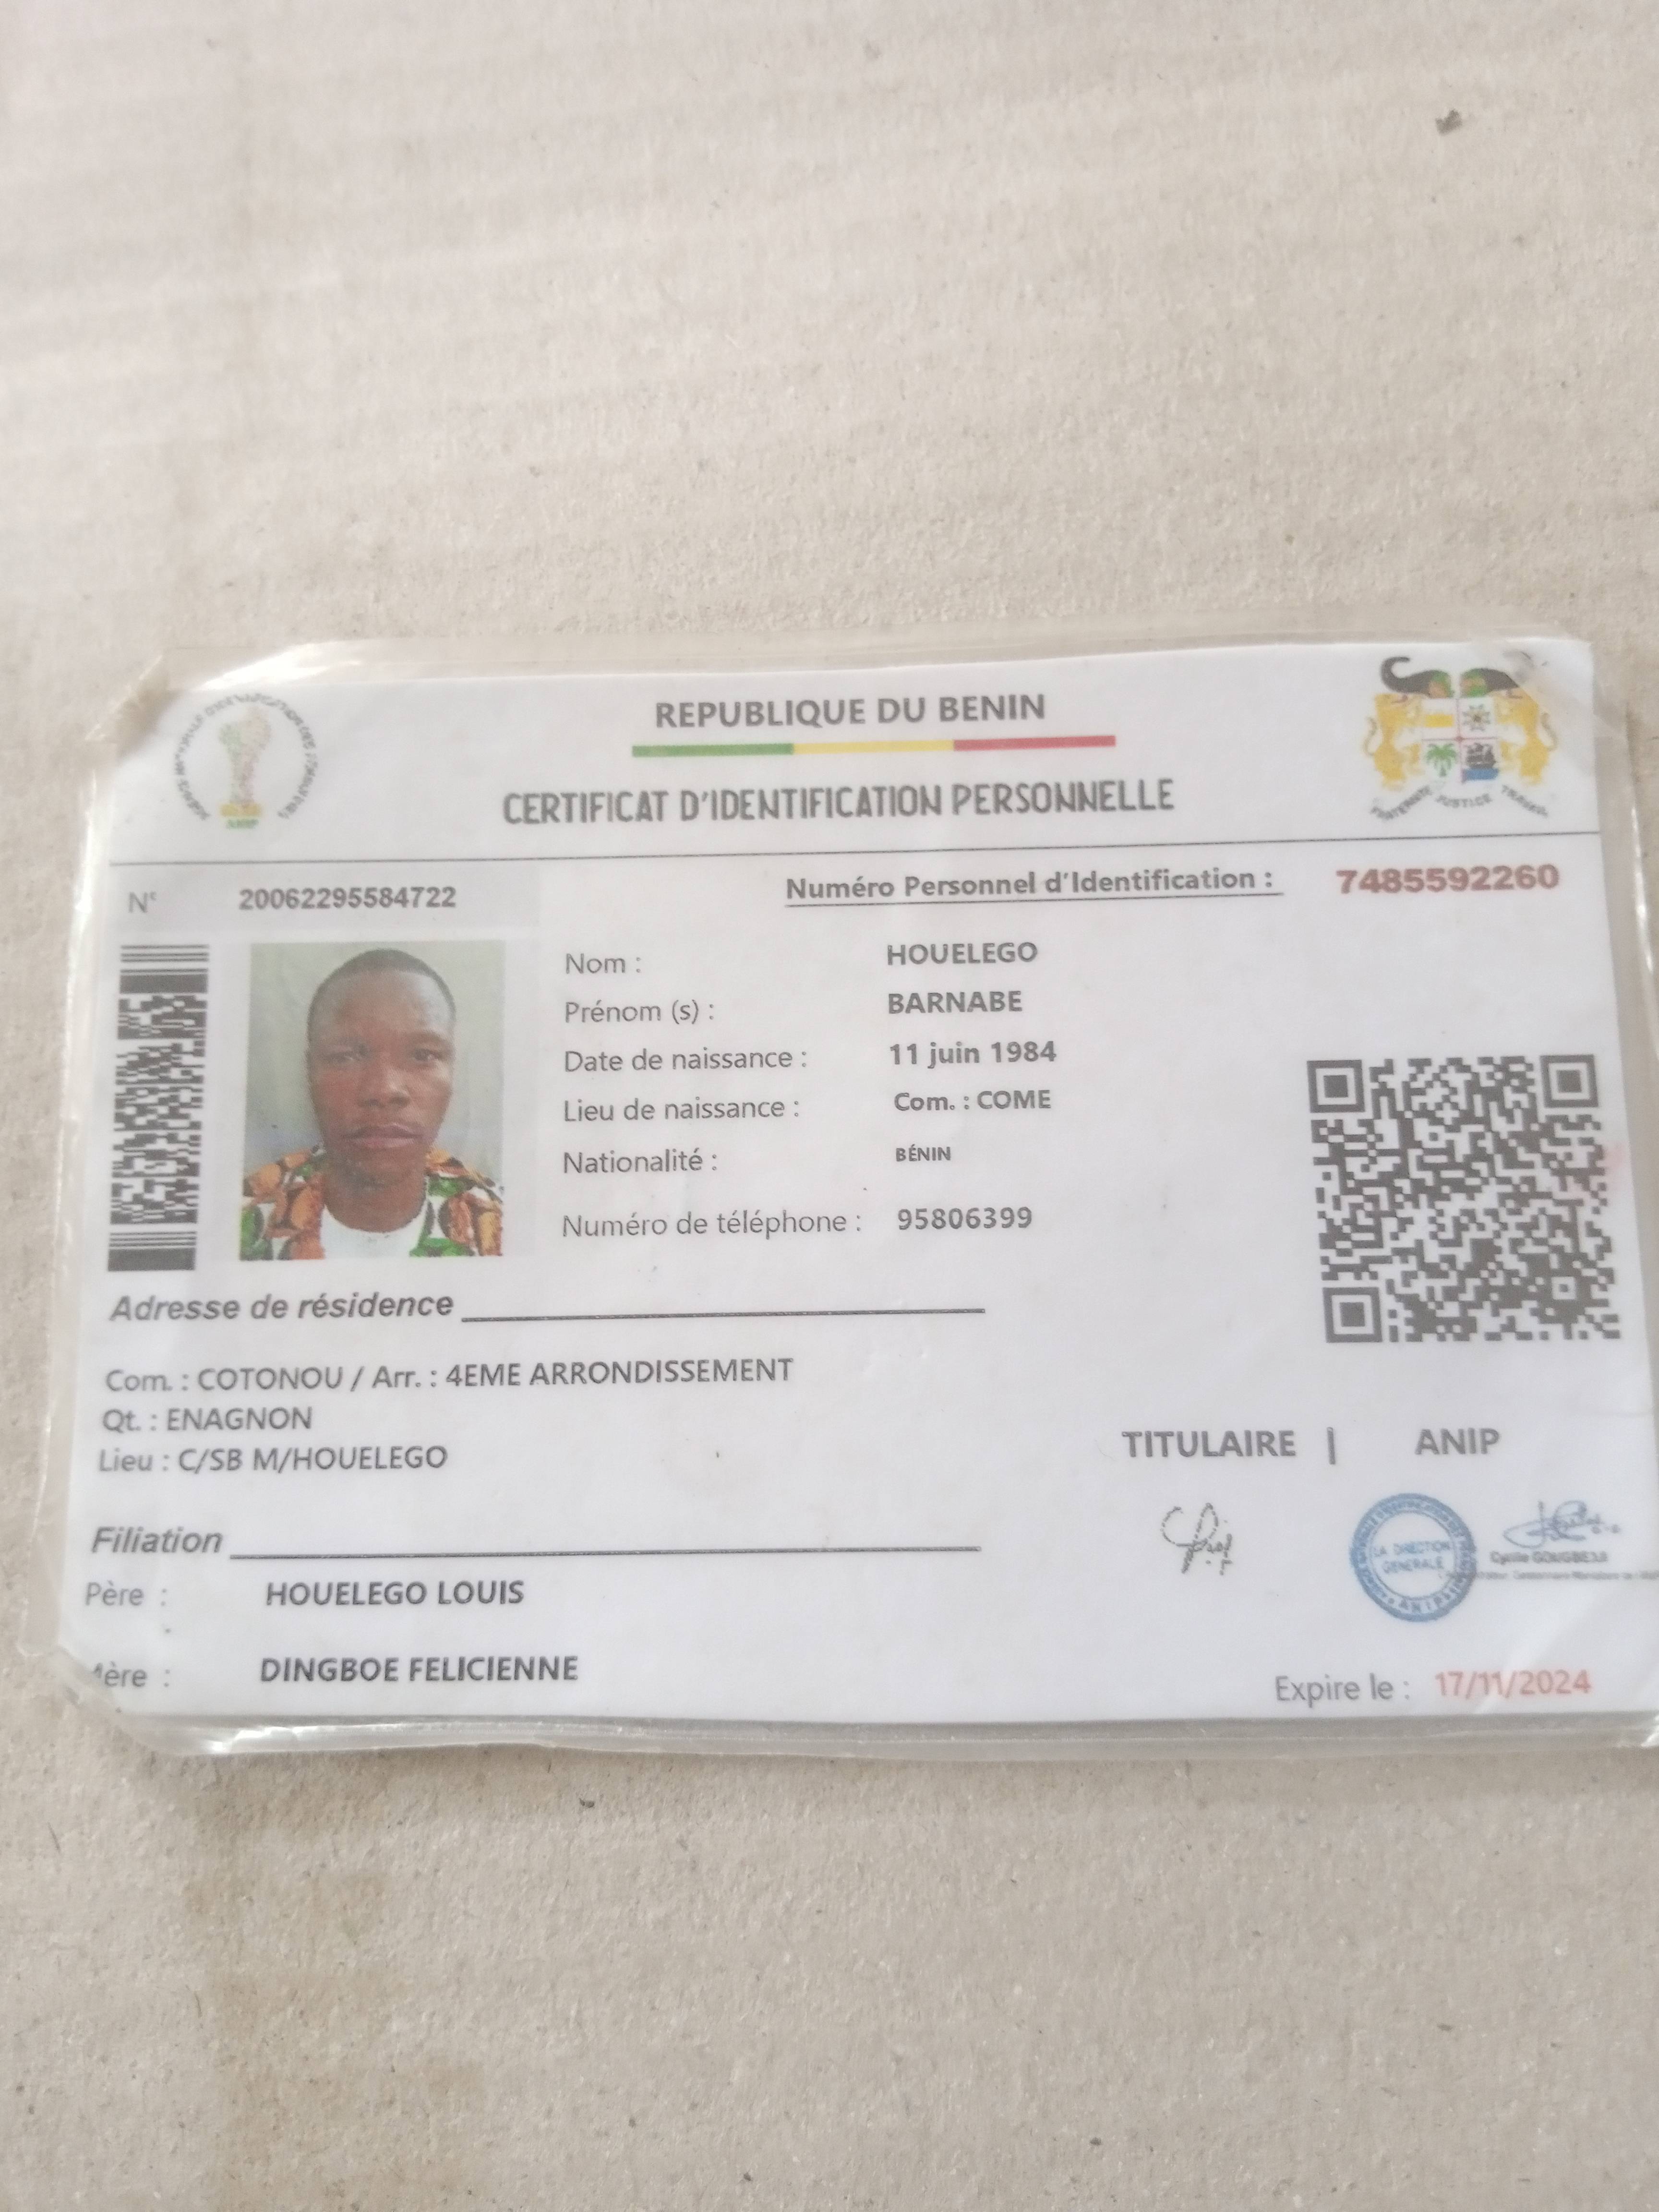 REPUBLIQUE DU BENIN
CERTIFICAT D'IDENTIFICATION PERSONNELLE
FRATERNITE JUSTICE TRAVAIL
ANIP
N° 20062295584722
Numéro Personnel d'Identification : 7485592260
Nom : HOUELEGO
Prénom (s) : BARNABE
Date de naissance : 11 juin 1984
Lieu de naissance : Com. : COME
Nationalité : BÉNIN
Numéro de téléphone : 95806399
Adresse de résidence
Com. : COTONOU / Arr. : 4EME ARRONDISSEMENT
Qt. : ENAGNON
Lieu : C/SB M/HOUELEGO
TITULAIRE | ANIP
LA DIRECTION
GENERALE
Filiation
Père : HOUELEGO LOUIS
Mère : DINGBOE FELICIENNE
Expire le : 17/11/2024